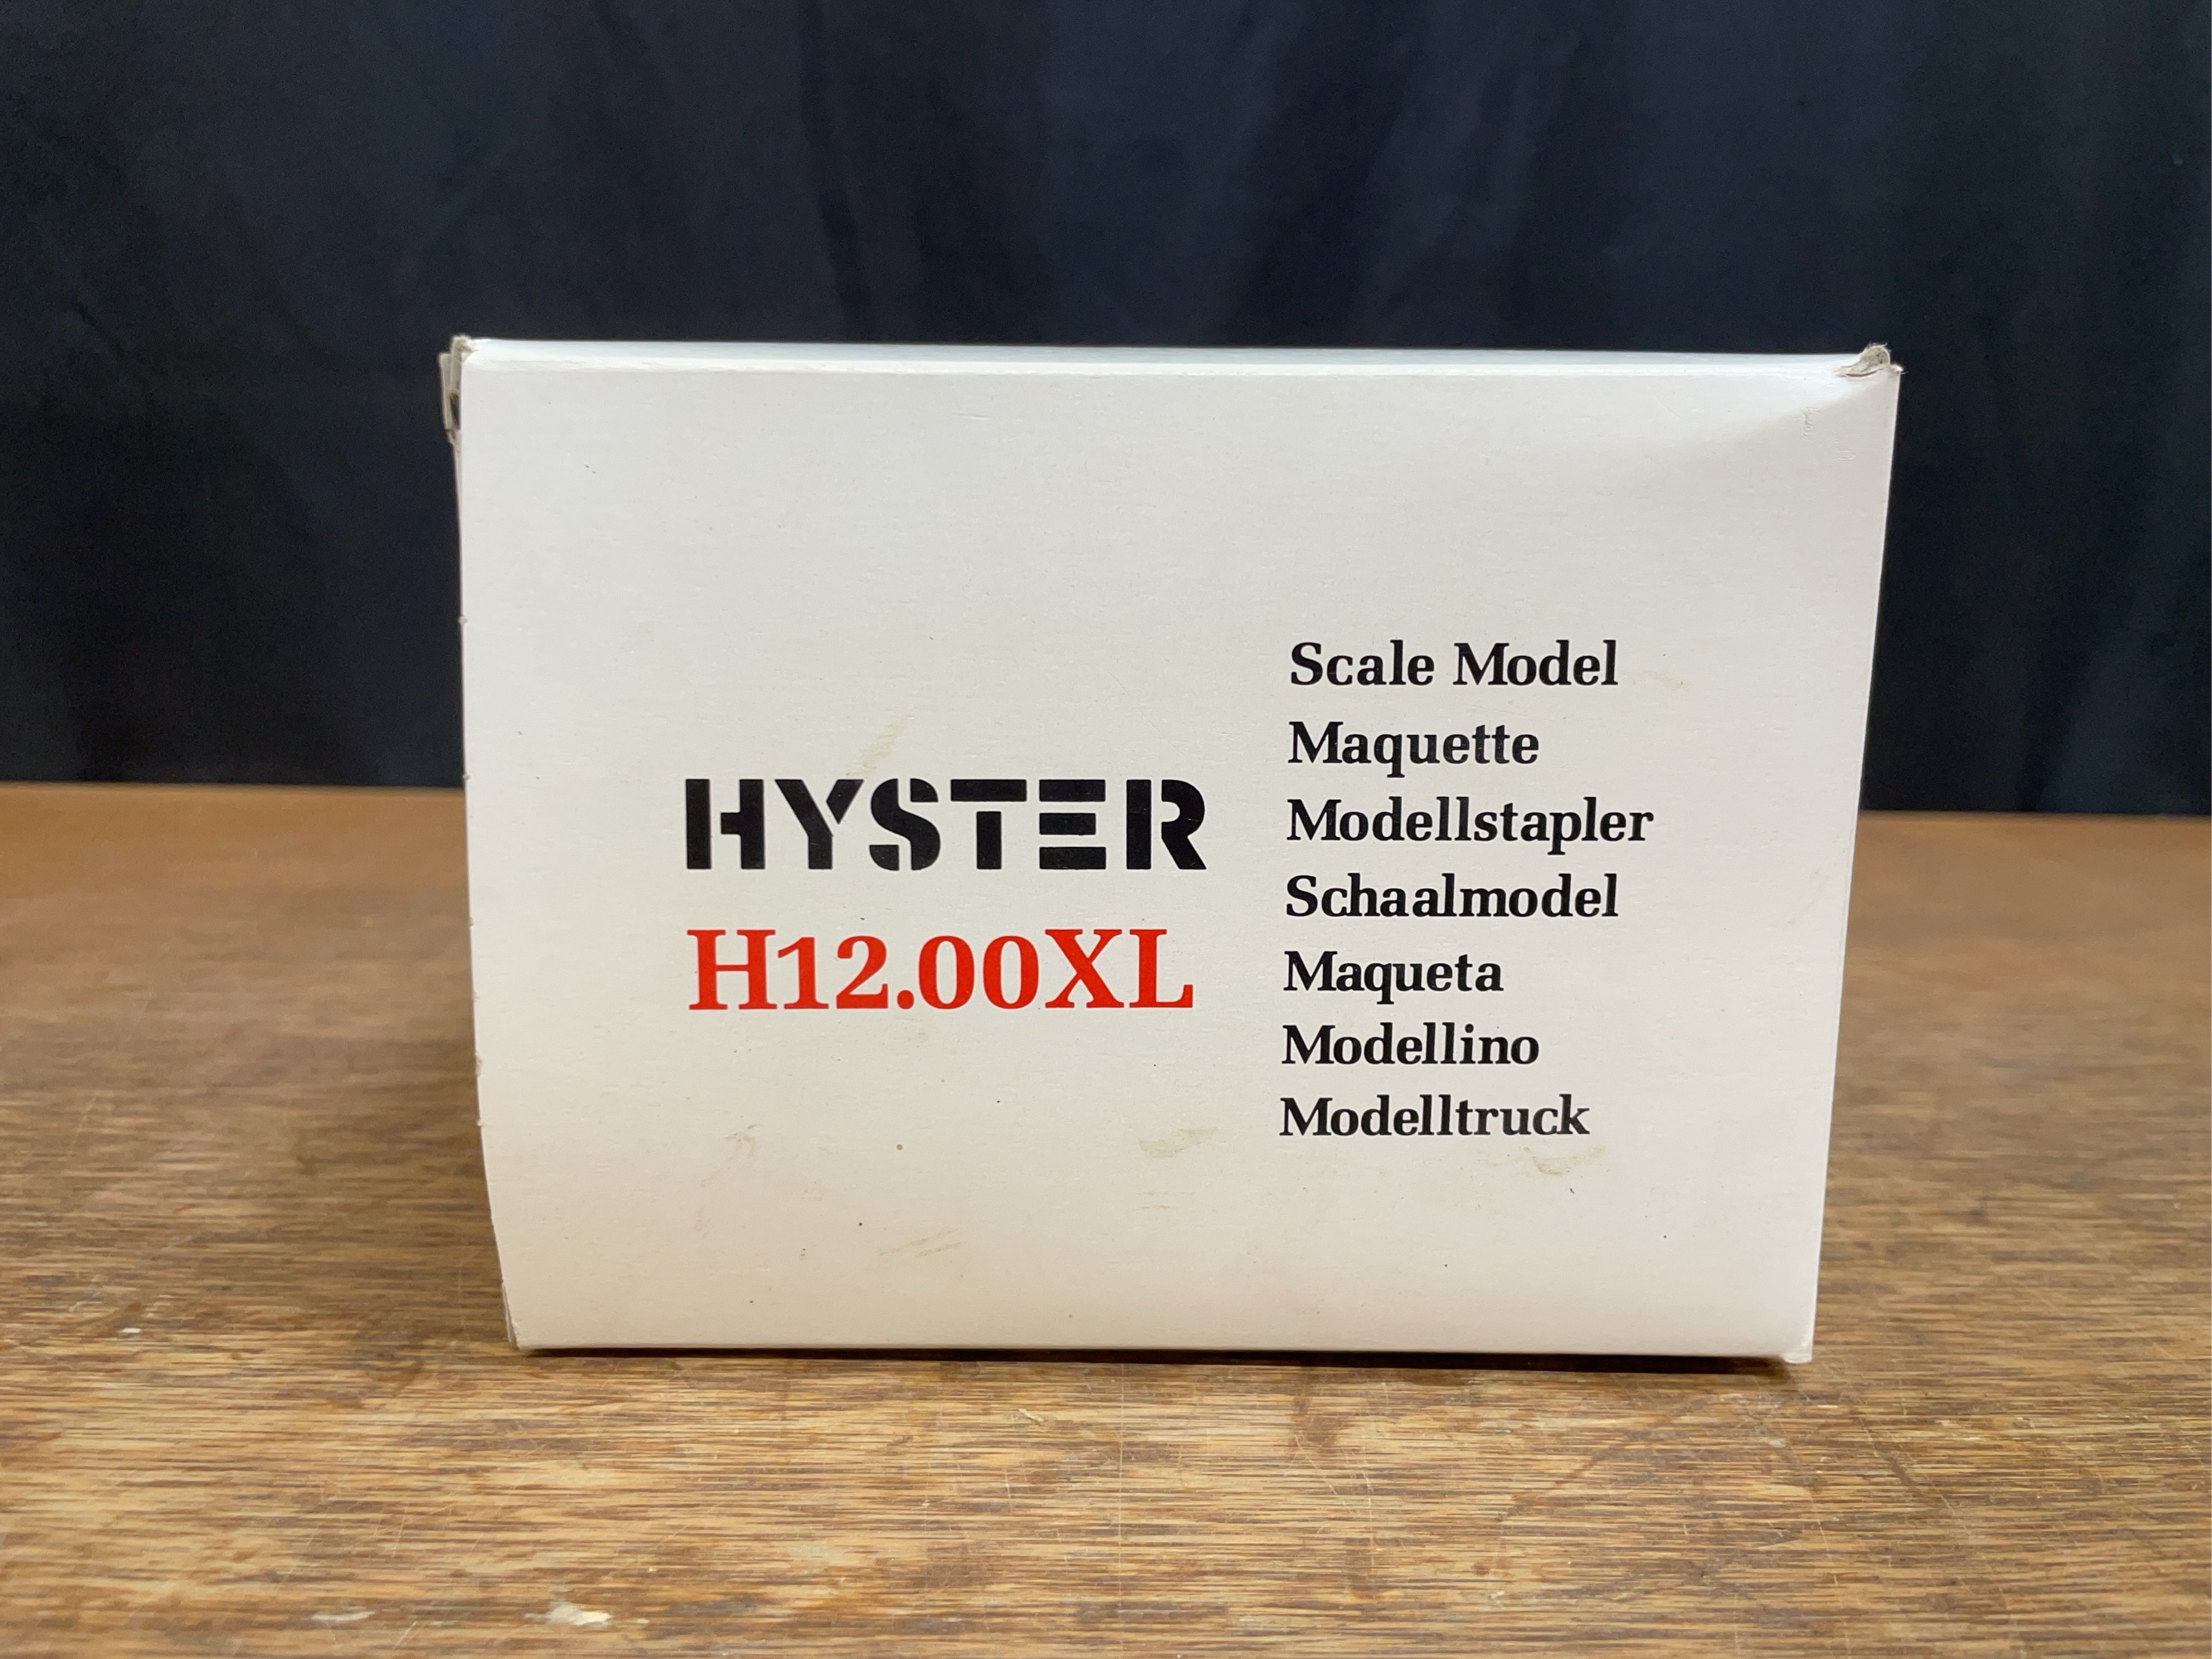 HYSTER
H12.00XL
Scale Model
Maquette
Modellstapler
Schaalmodel
Maqueta
Modellino
Modelltruck